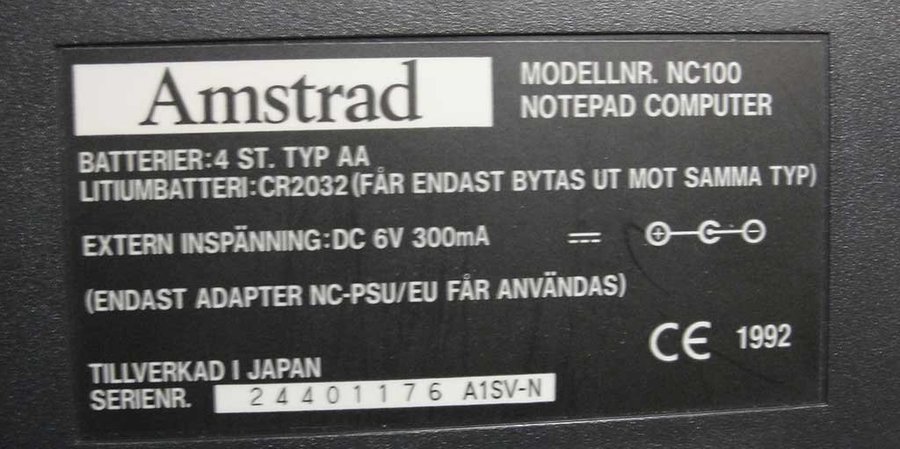 Amstrad
MODELLNR. NC100
NOTEPAD COMPUTER
BATTERIER:4 ST. TYP AA
LITIUMBATTERI:CR2032(FÅR ENDAST BYTAS UT MOT SAMMA TYP)
EXTERN INSPÄNNING:DC 6V 300mA
(ENDAST ADAPTER NC-PSU/EU FÅR ANVÄNDAS)
CE 1992
TILLVERKAD I JAPAN
SERIENR. 24401176 A1SV-N